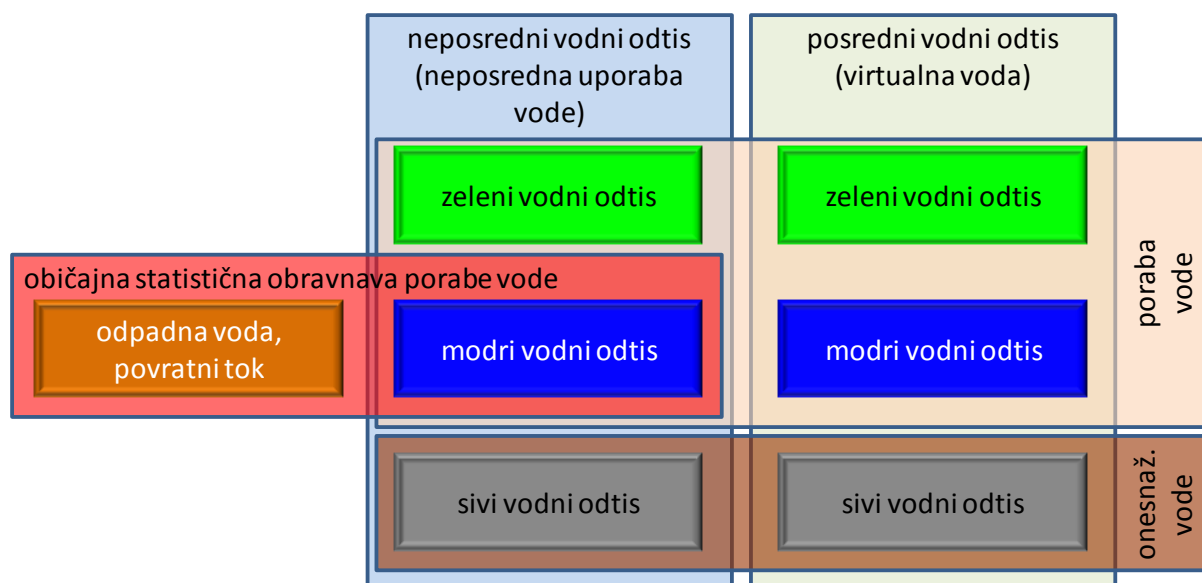 neposredni vodni odtis
(neposredna uporaba
vode)
posredni vodni odtis
(virtualna voda)
zeleni vodni odtis
zeleni vodni odtis
običajna statistična obravnava porabe vode
odpadna voda,
povratni tok
modri vodni odtis
modri vodni odtis
poraba
vode
sivi vodni odtis
sivi vodni odtis
onesnaž.
vode